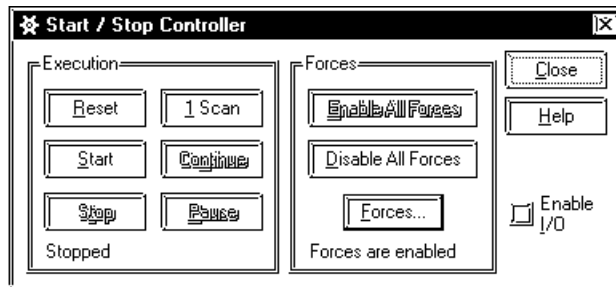 Start / Stop Controller
Execution
Reset
1 Scan
Start
Continue
Stop
Pause
Stopped
Forces
Enable All Forces
Disable All Forces
Forces...
Forces are enabled
Close
Help
Enable
I/O